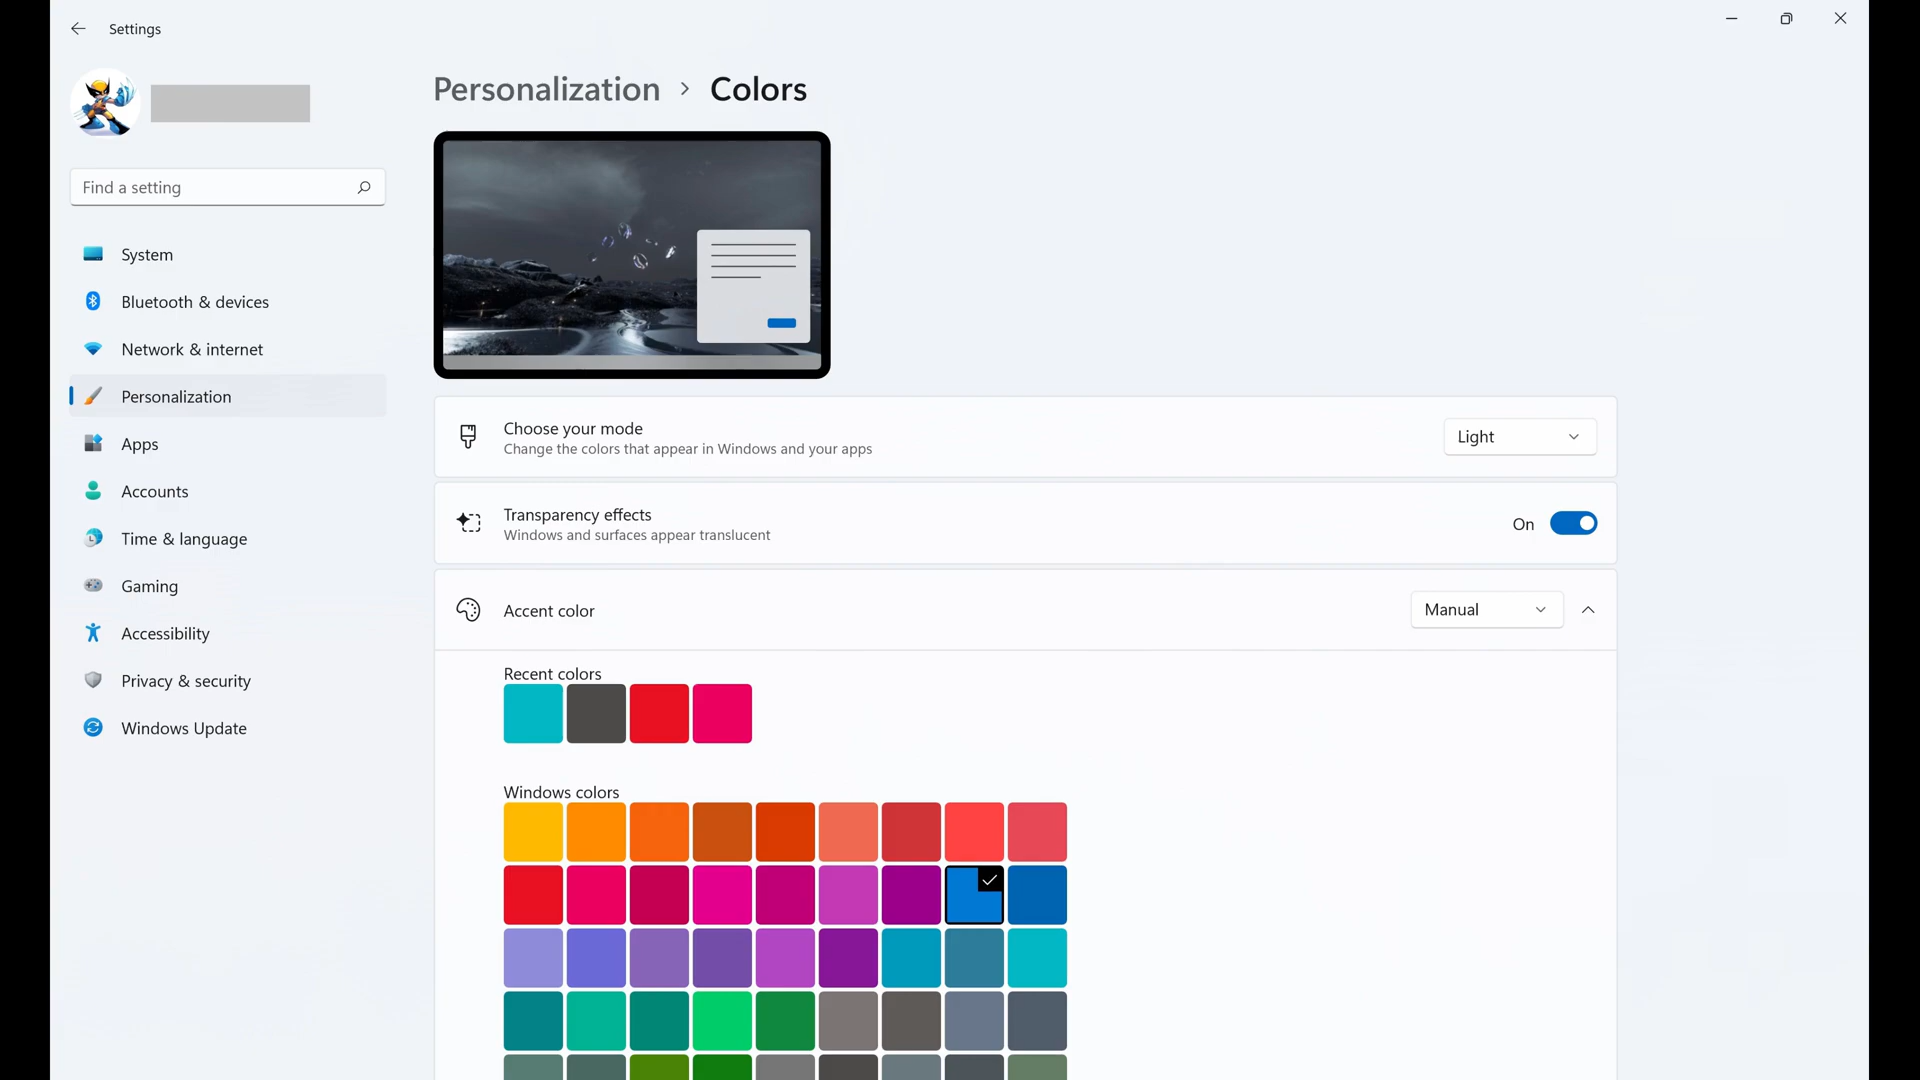 Settings
Find a setting
System
Bluetooth & devices
Network & internet
Personalization
Apps
Accounts
Time & language
Gaming
Accessibility
Privacy & security
Windows Update
Personalization > Colors
Choose your mode
Change the colors that appear in Windows and your apps
Light
Transparency effects
Windows and surfaces appear translucent
On
Accent color
Manual
Recent colors
Windows colors